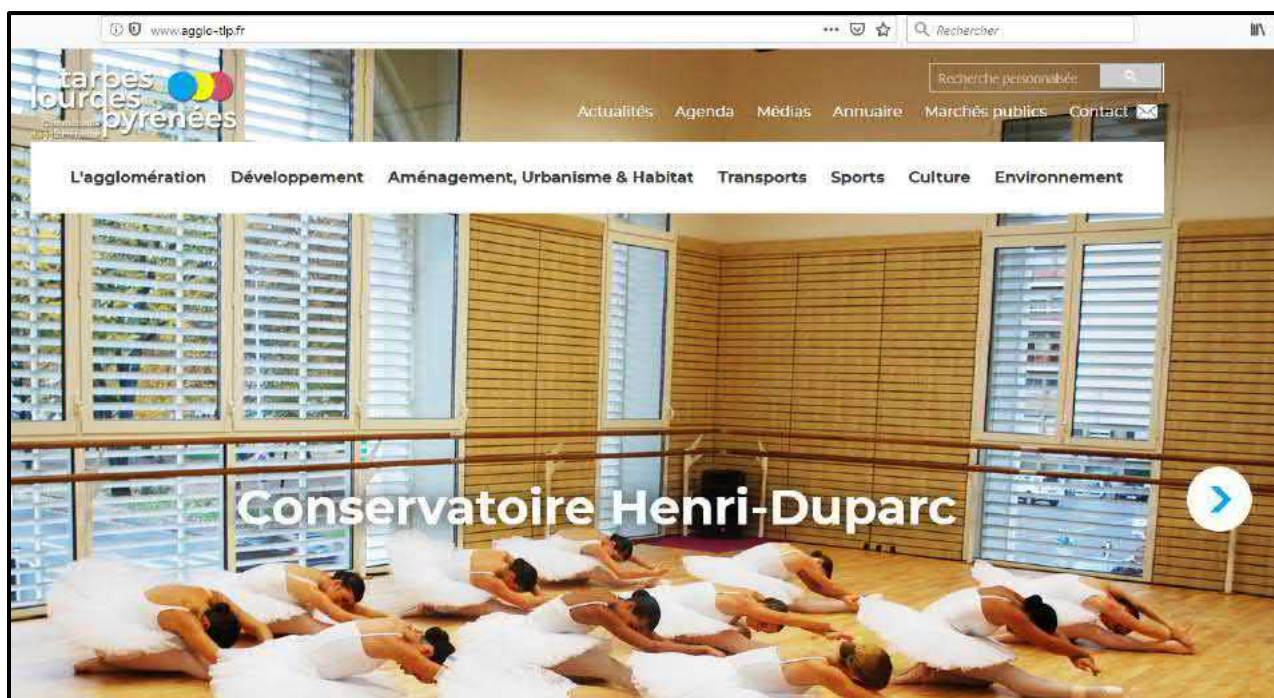 www.agglo-tlp.fr
Rechercher
tarbes
lourdes
pyrénées
Recherche personnalisée
Actualités Agenda Médias Annuaire Marchés publics Contact
L'agglomération Développement Aménagement, Urbanisme & Habitat Transports Sports Culture Environnement
Conservatoire Henri-Duparc